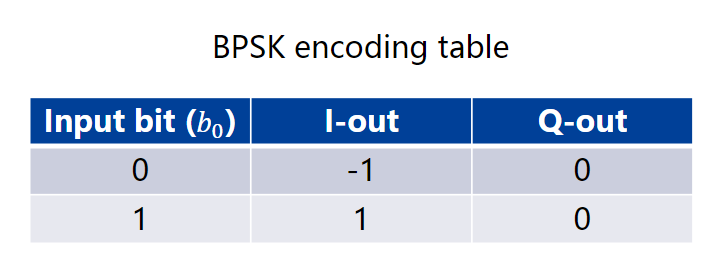 BPSK encoding table
Input bit (b₀) I-out Q-out
0 -1 0
1 1 0